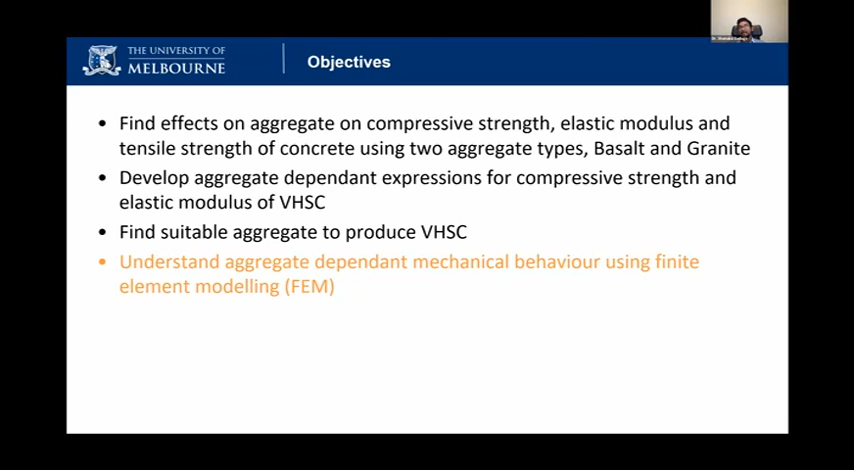 THE UNIVERSITY OF
MELBOURNE
Objectives
• Find effects on aggregate on compressive strength, elastic modulus and
tensile strength of concrete using two aggregate types, Basalt and Granite
• Develop aggregate dependant expressions for compressive strength and
elastic modulus of VHSC
• Find suitable aggregate to produce VHSC
• Understand aggregate dependant mechanical behaviour using finite
element modelling (FEM)